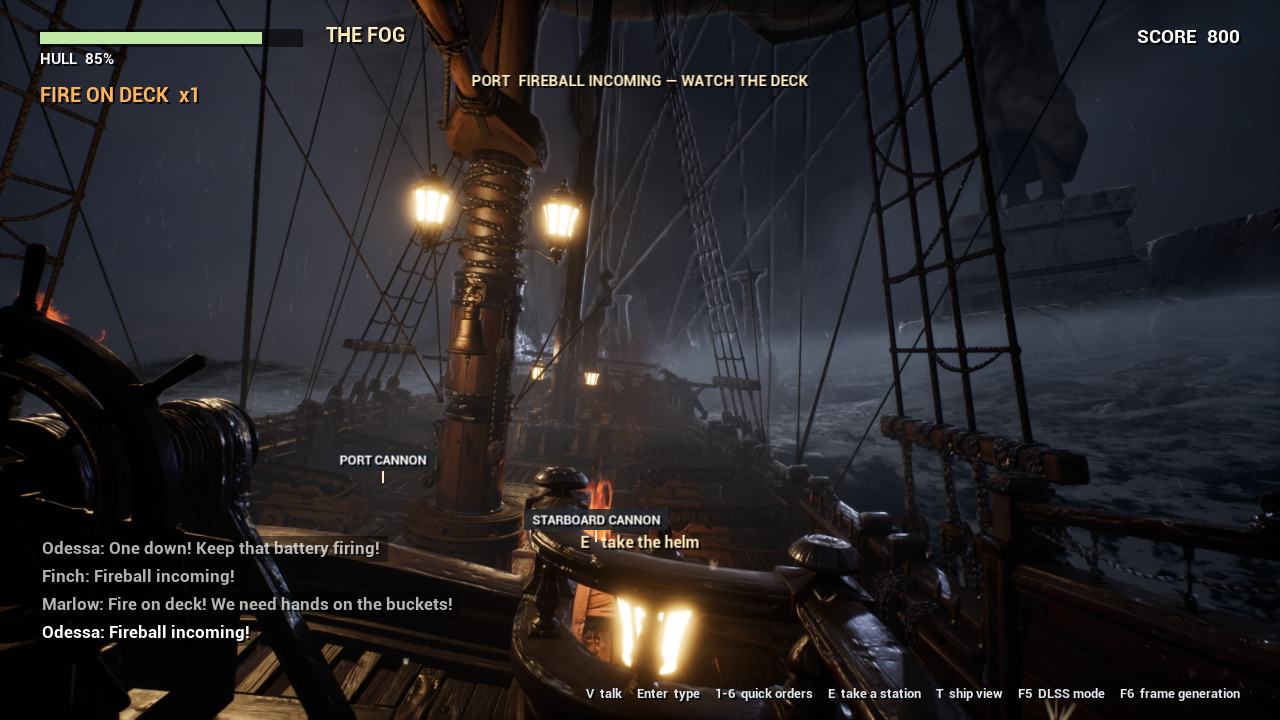 THE FOG
SCORE 800
HULL 85%
PORT FIREBALL INCOMING — WATCH THE DECK
FIRE ON DECK x1
PORT CANNON
STARBOARD CANNON
E take the helm
Odessa: One down! Keep that battery firing!
Finch: Fireball incoming!
Marlow: Fire on deck! We need hands on the buckets!
Odessa: Fireball incoming!
V talk Enter type 1-6 quick orders E take a station T ship view F5 DLSS mode F6 frame generation